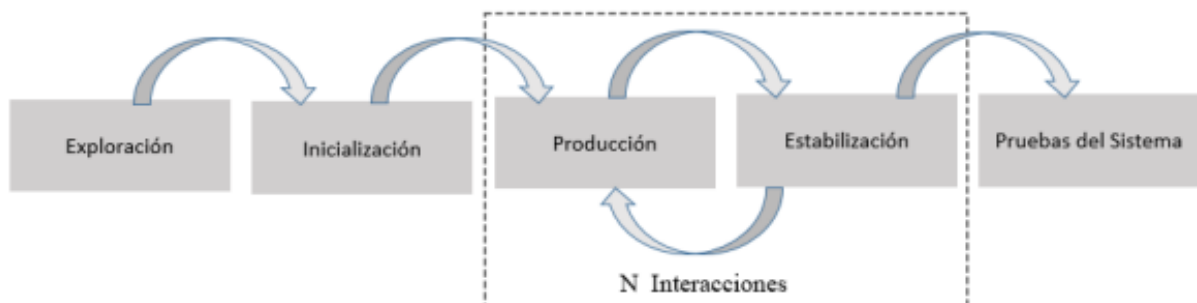 Exploración
Inicialización
Producción
Estabilización
Pruebas del Sistema
N Interacciones